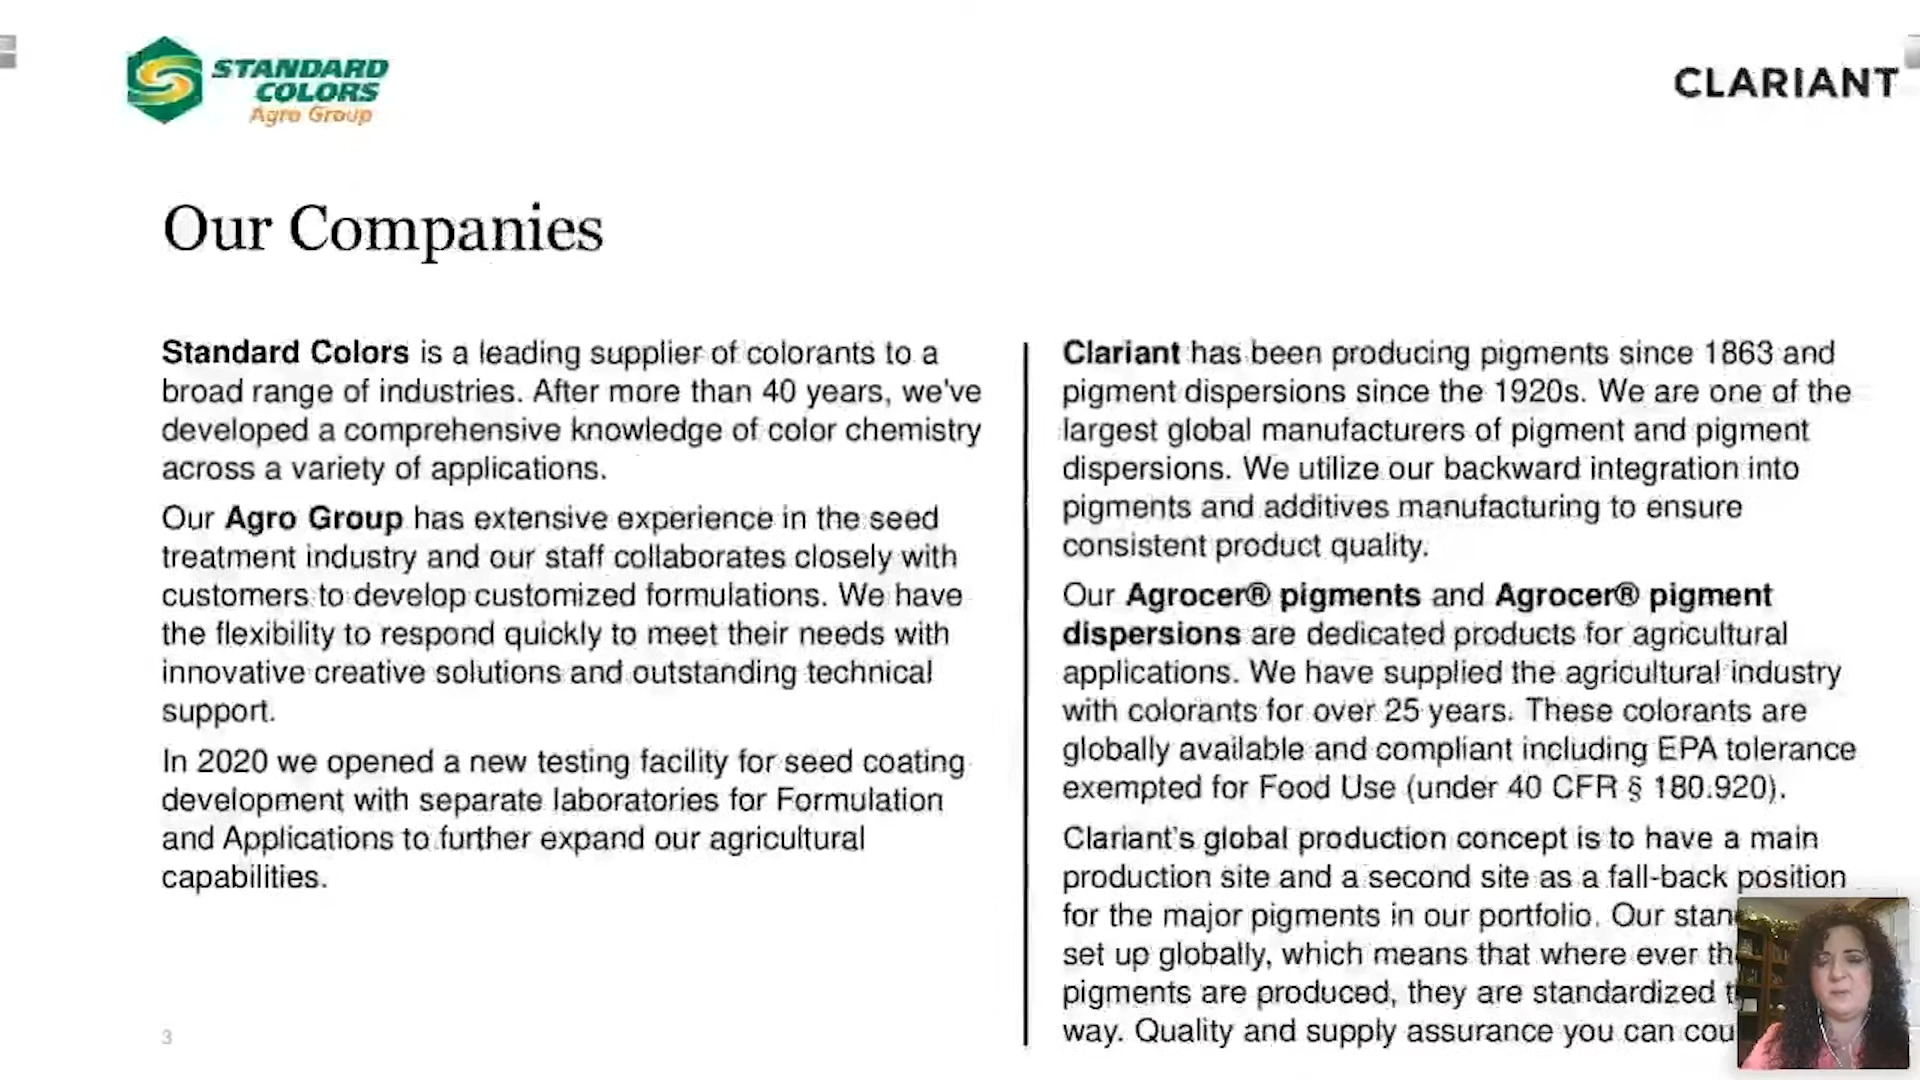 STANDARD
COLORS
Agro Group
CLARIANT
Our Companies
Standard Colors is a leading supplier of colorants to a
broad range of industries. After more than 40 years, we've
developed a comprehensive knowledge of color chemistry
across a variety of applications.
Our Agro Group has extensive experience in the seed
treatment industry and our staff collaborates closely with
customers to develop customized formulations. We have
the flexibility to respond quickly to meet their needs with
innovative creative solutions and outstanding technical
support.
In 2020 we opened a new testing facility for seed coating
development with separate laboratories for Formulation
and Applications to further expand our agricultural
capabilities.
Clariant has been producing pigments since 1863 and
pigment dispersions since the 1920s. We are one of the
largest global manufacturers of pigment and pigment
dispersions. We utilize our backward integration into
pigments and additives manufacturing to ensure
consistent product quality.
Our Agrocer® pigments and Agrocer® pigment
dispersions are dedicated products for agricultural
applications. We have supplied the agricultural industry
with colorants for over 25 years. These colorants are
globally available and compliant including EPA tolerance
exempted for Food Use (under 40 CFR § 180.920).
Clariant's global production concept is to have a main
production site and a second site as a fall-back position
for the major pigments in our portfolio. Our
set up globally, which means that where ever
pigments are produced, they are standardized
way. Quality and supply assurance you can
3